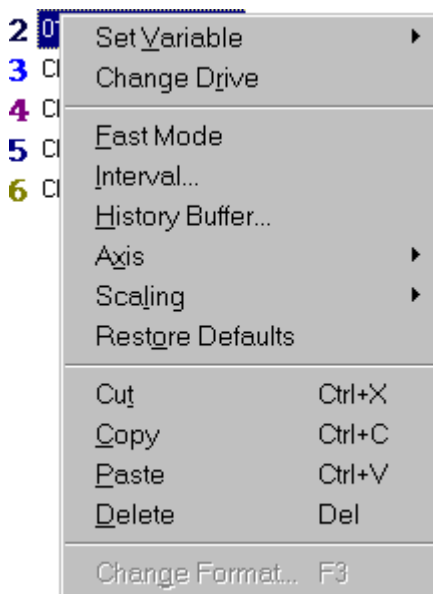 2
Set Variable
3 Change Drive
4
Fast Mode
5
Interval...
6
History Buffer...
Axis
Scaling
Restore Defaults
Cut Ctrl+X
Copy Ctrl+C
Paste Ctrl+V
Delete Del
Change Format... F3